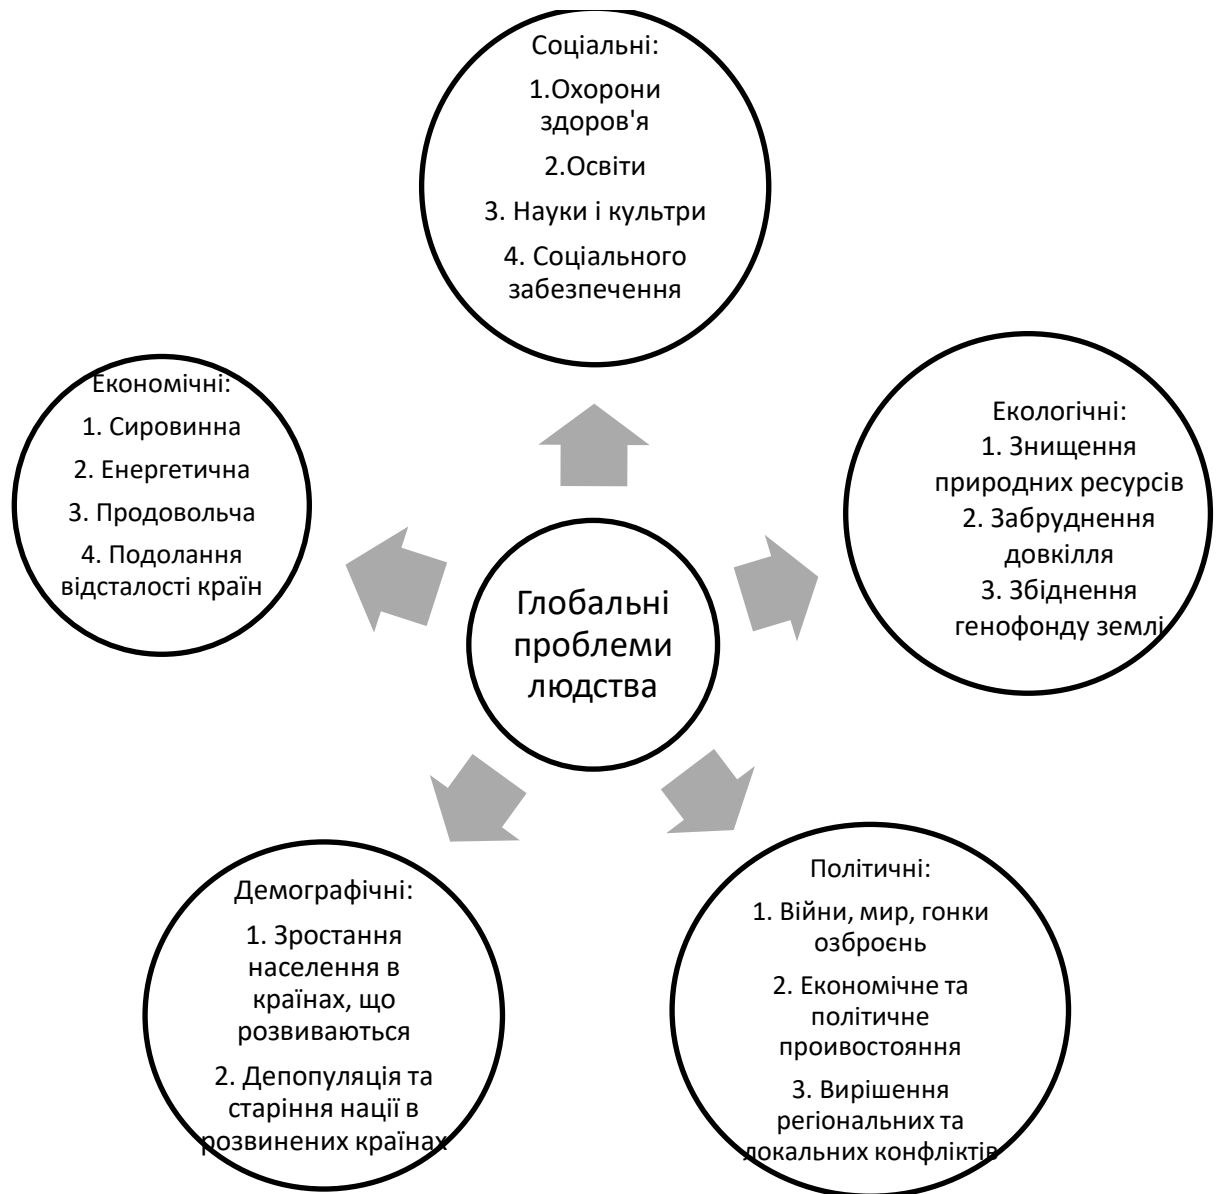 Соціальні:
1.Охорони
здоров'я
2.Освіти
3. Науки і культри
4. Соціального
забезпечення
Економічні:
1. Сировинна
2. Енергетична
3. Продовольча
4. Подолання
відсталості країн
Екологічні:
1. Знищення
природних ресурсів
2. Забруднення
довкілля
3. Збіднення
генофонду землі
Глобальні
проблеми
людства
Демографічні:
1. Зростання
населення в
країнах, що
розвиваються
2. Депопуляція та
старіння нації в
розвинених країнах
Політичні:
1. Війни, мир, гонки
озброєнь
2. Економічне та
політичне
проивостояння
3. Вирішення
регіональних та
локальних конфліктів